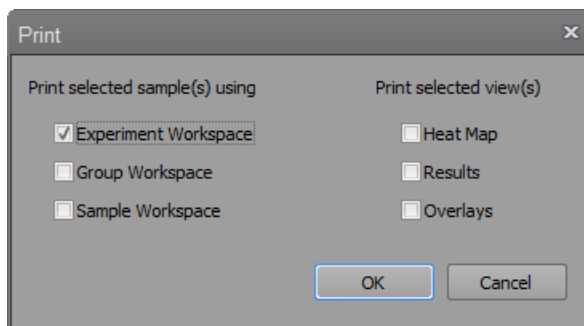 Print
Print selected sample(s) using
Experiment Workspace
Group Workspace
Sample Workspace
Print selected view(s)
Heat Map
Results
Overlays
OK
Cancel